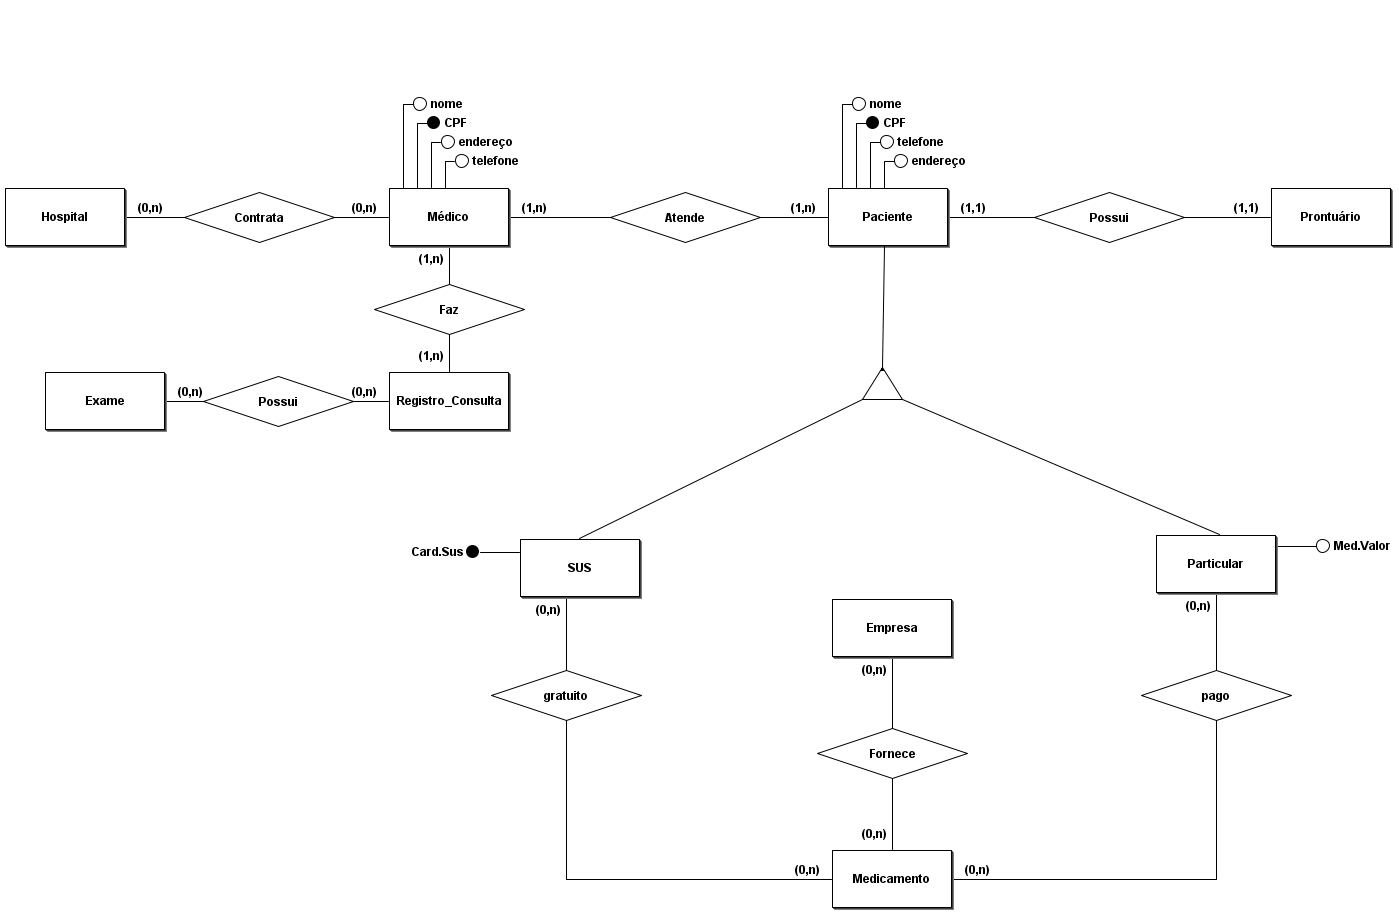 nome
CPF
endereço
telefone
nome
CPF
telefone
endereço
Hospital
(0,n)
Contrata
(0,n)
Médico
(1,n)
Atende
(1,n)
Paciente
(1,1)
Possui
(1,1)
Prontuário
(1,n)
Faz
(1,n)
Exame
(0,n)
Possui
(0,n)
Registro_Consulta
Card.Sus
SUS
Particular
Med.Valor
(0,n)
(0,n)
Empresa
(0,n)
gratuito
pago
Fornece
(0,n)
(0,n)
Medicamento
(0,n)